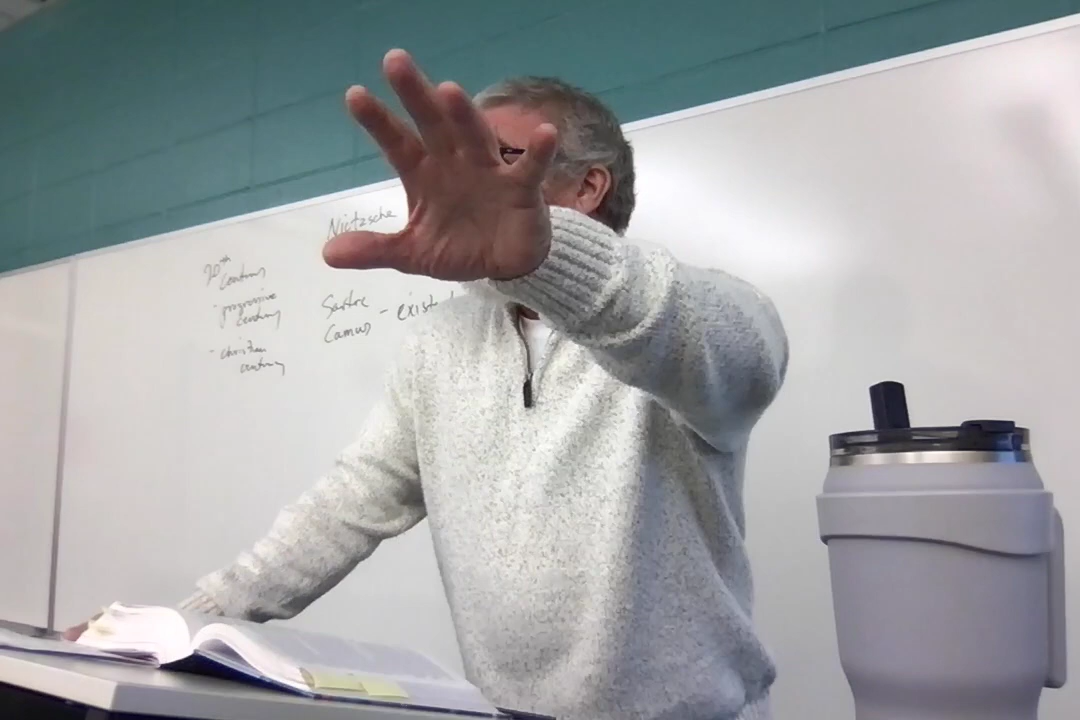 Nietzsche
20th
century
- progressive
century
- christian
century
Sartre
Camus - exist